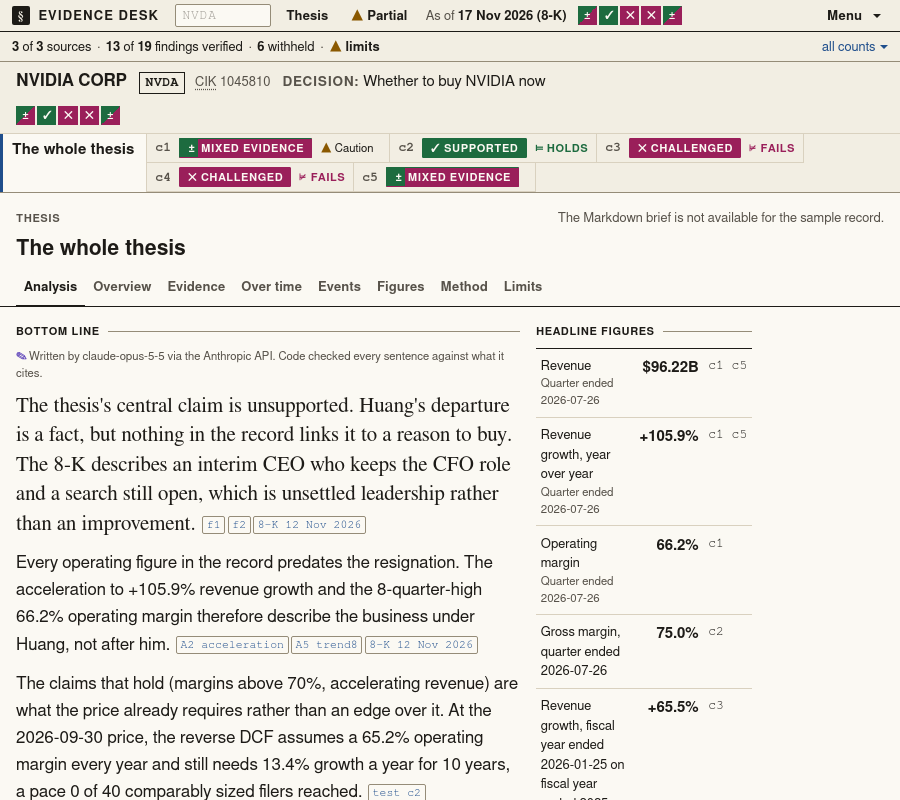 § EVIDENCE DESK NVDA Thesis ▲ Partial As of 17 Nov 2026 (8-K) ± ✓ ✕ ✕ ± Menu
3 of 3 sources · 13 of 19 findings verified · 6 withheld · ▲ limits all counts
NVIDIA CORP NVDA CIK 1045810 DECISION: Whether to buy NVIDIA now
± ✓ ✕ ✕ ±
The whole thesis c1 ± MIXED EVIDENCE ▲ Caution c2 ✓ SUPPORTED ⊨ HOLDS c3 ✕ CHALLENGED ⊭ FAILS
c4 ✕ CHALLENGED ⊭ FAILS c5 ± MIXED EVIDENCE
THESIS The Markdown brief is not available for the sample record.
The whole thesis
Analysis Overview Evidence Over time Events Figures Method Limits
BOTTOM LINE
✎ Written by claude-opus-5-5 via the Anthropic API. Code checked every sentence against what it
cites.
The thesis's central claim is unsupported. Huang's departure
is a fact, but nothing in the record links it to a reason to buy.
The 8-K describes an interim CEO who keeps the CFO role
and a search still open, which is unsettled leadership rather
than an improvement. f1 f2 8-K 12 Nov 2026
Every operating figure in the record predates the resignation. The
acceleration to +105.9% revenue growth and the 8-quarter-high
66.2% operating margin therefore describe the business under
Huang, not after him. A2 acceleration A5 trend8 8-K 12 Nov 2026
The claims that hold (margins above 70%, accelerating revenue) are
what the price already requires rather than an edge over it. At the
2026-09-30 price, the reverse DCF assumes a 65.2% operating
margin every year and still needs 13.4% growth a year for 10 years,
a pace 0 of 40 comparably sized filers reached. test c2
HEADLINE FIGURES
Revenue $96.22B c1 c5
Quarter ended
2026-07-26
Revenue +105.9% c1 c5
growth, year
over year
Quarter ended
2026-07-26
Operating 66.2% c1
margin
Quarter ended
2026-07-26
Gross margin, 75.0% c2
quarter ended
2026-07-26
Revenue +65.5% c3
growth, fiscal
year ended
2026-01-25 on
fiscal year